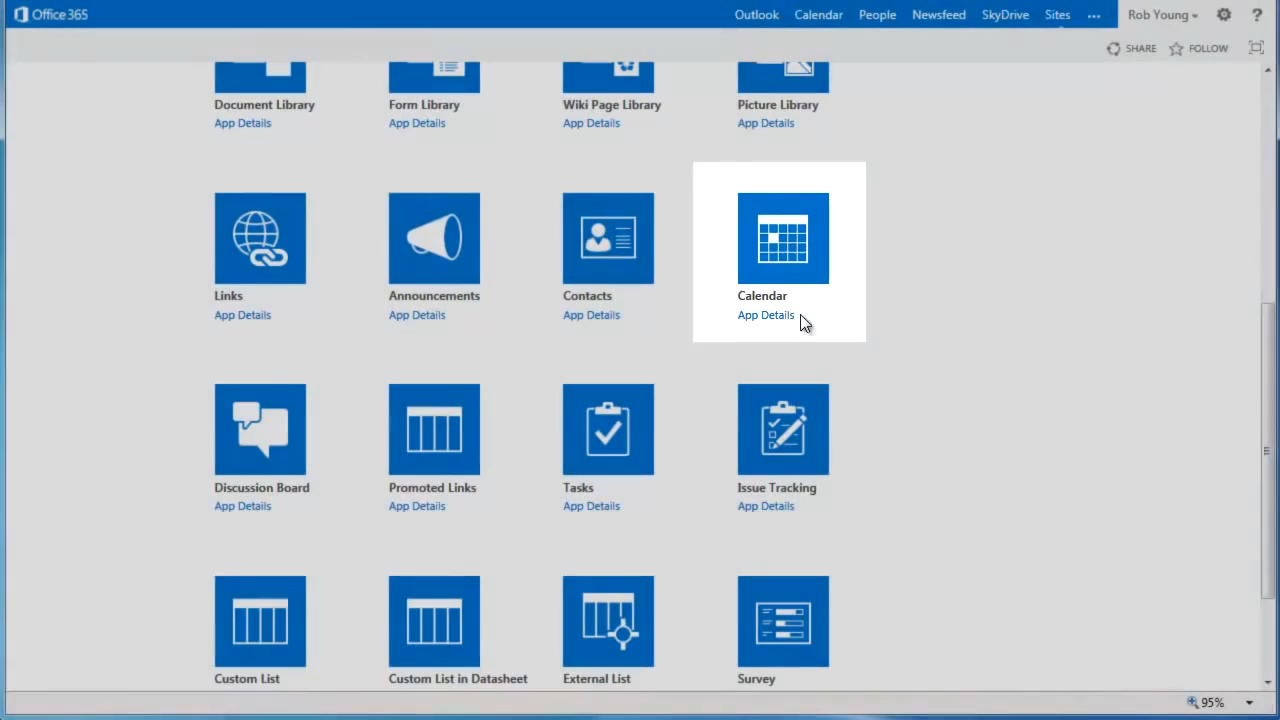 Office 365
Outlook Calendar People Newsfeed SkyDrive Sites ... Rob Young ?
SHARE FOLLOW
Document Library Form Library Wiki Page Library Picture Library
App Details App Details App Details App Details
Links Announcements Contacts Calendar
App Details App Details App Details App Details
Discussion Board Promoted Links Tasks Issue Tracking
App Details App Details App Details App Details
Custom List Custom List in Datasheet External List Survey
95%